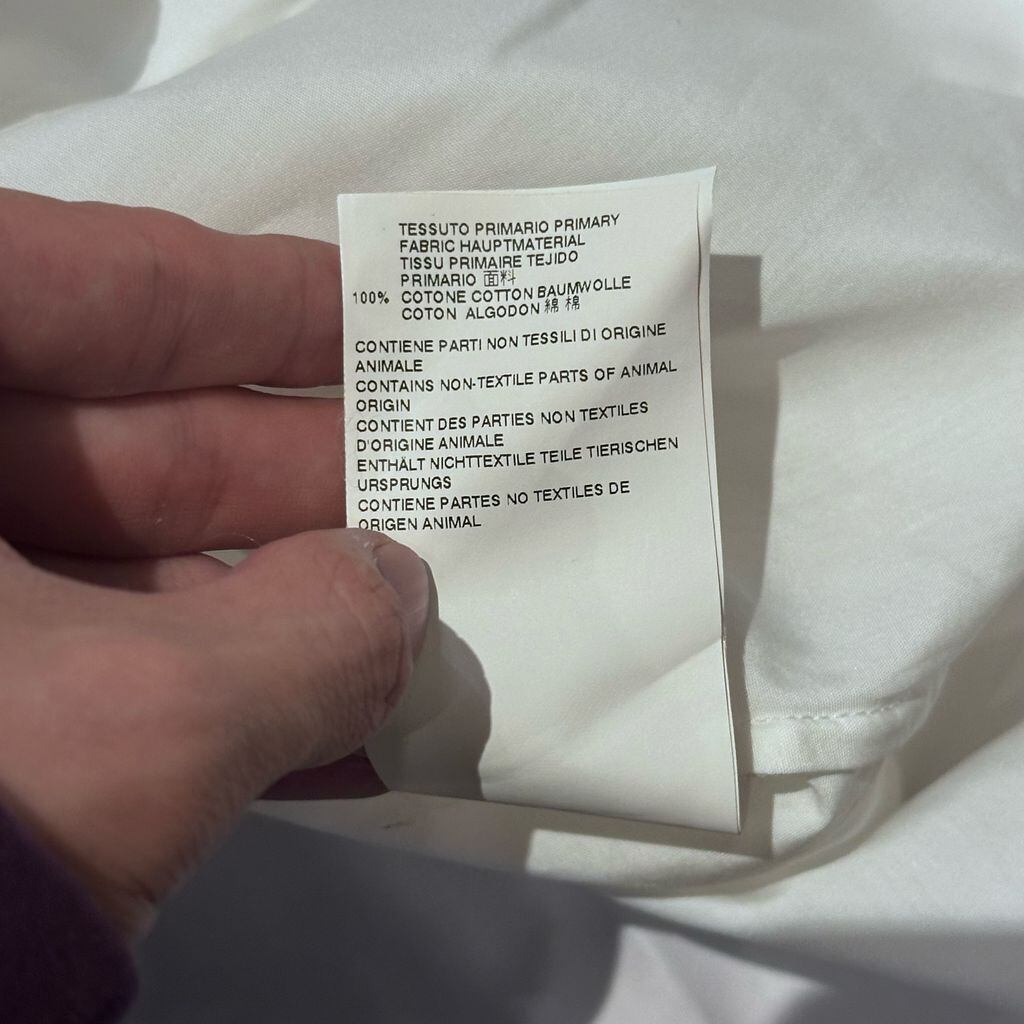 TESSUTO PRIMARIO PRIMARY
FABRIC HAUPTMATERIAL
TISSU PRIMAIRE TEJIDO
PRIMARIO 面料
100% COTONE COTTON BAUMWOLLE
COTON ALGODON 綿 棉
CONTIENE PARTI NON TESSILI DI ORIGINE
ANIMALE
CONTAINS NON-TEXTILE PARTS OF ANIMAL
ORIGIN
CONTIENT DES PARTIES NON TEXTILES
D'ORIGINE ANIMALE
ENTHÄLT NICHTTEXTILE TEILE TIERISCHEN
URSPRUNGS
CONTIENE PARTES NO TEXTILES DE
ORIGEN ANIMAL